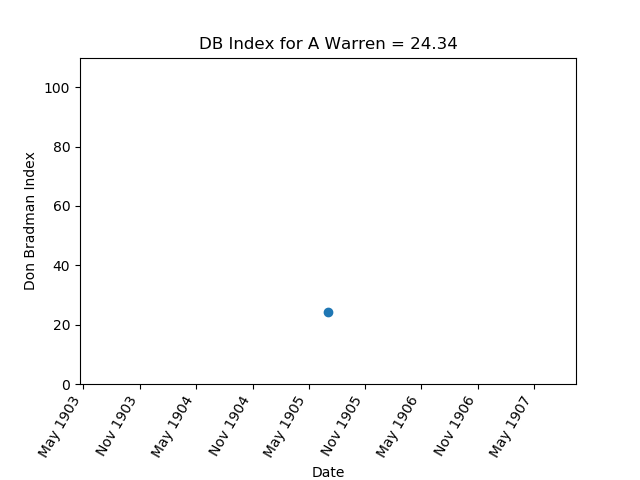 DB Index for A Warren = 24.34
100
80
60
40
20
0
Don Bradman Index
May 1903
Nov 1903
May 1904
Nov 1904
May 1905
Nov 1905
May 1906
Nov 1906
May 1907
Date